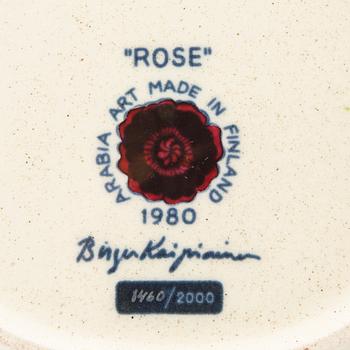 "ROSE"
ARABIA ART MADE IN FINLAND
1980
Birger Kaipiainen
1460/2000